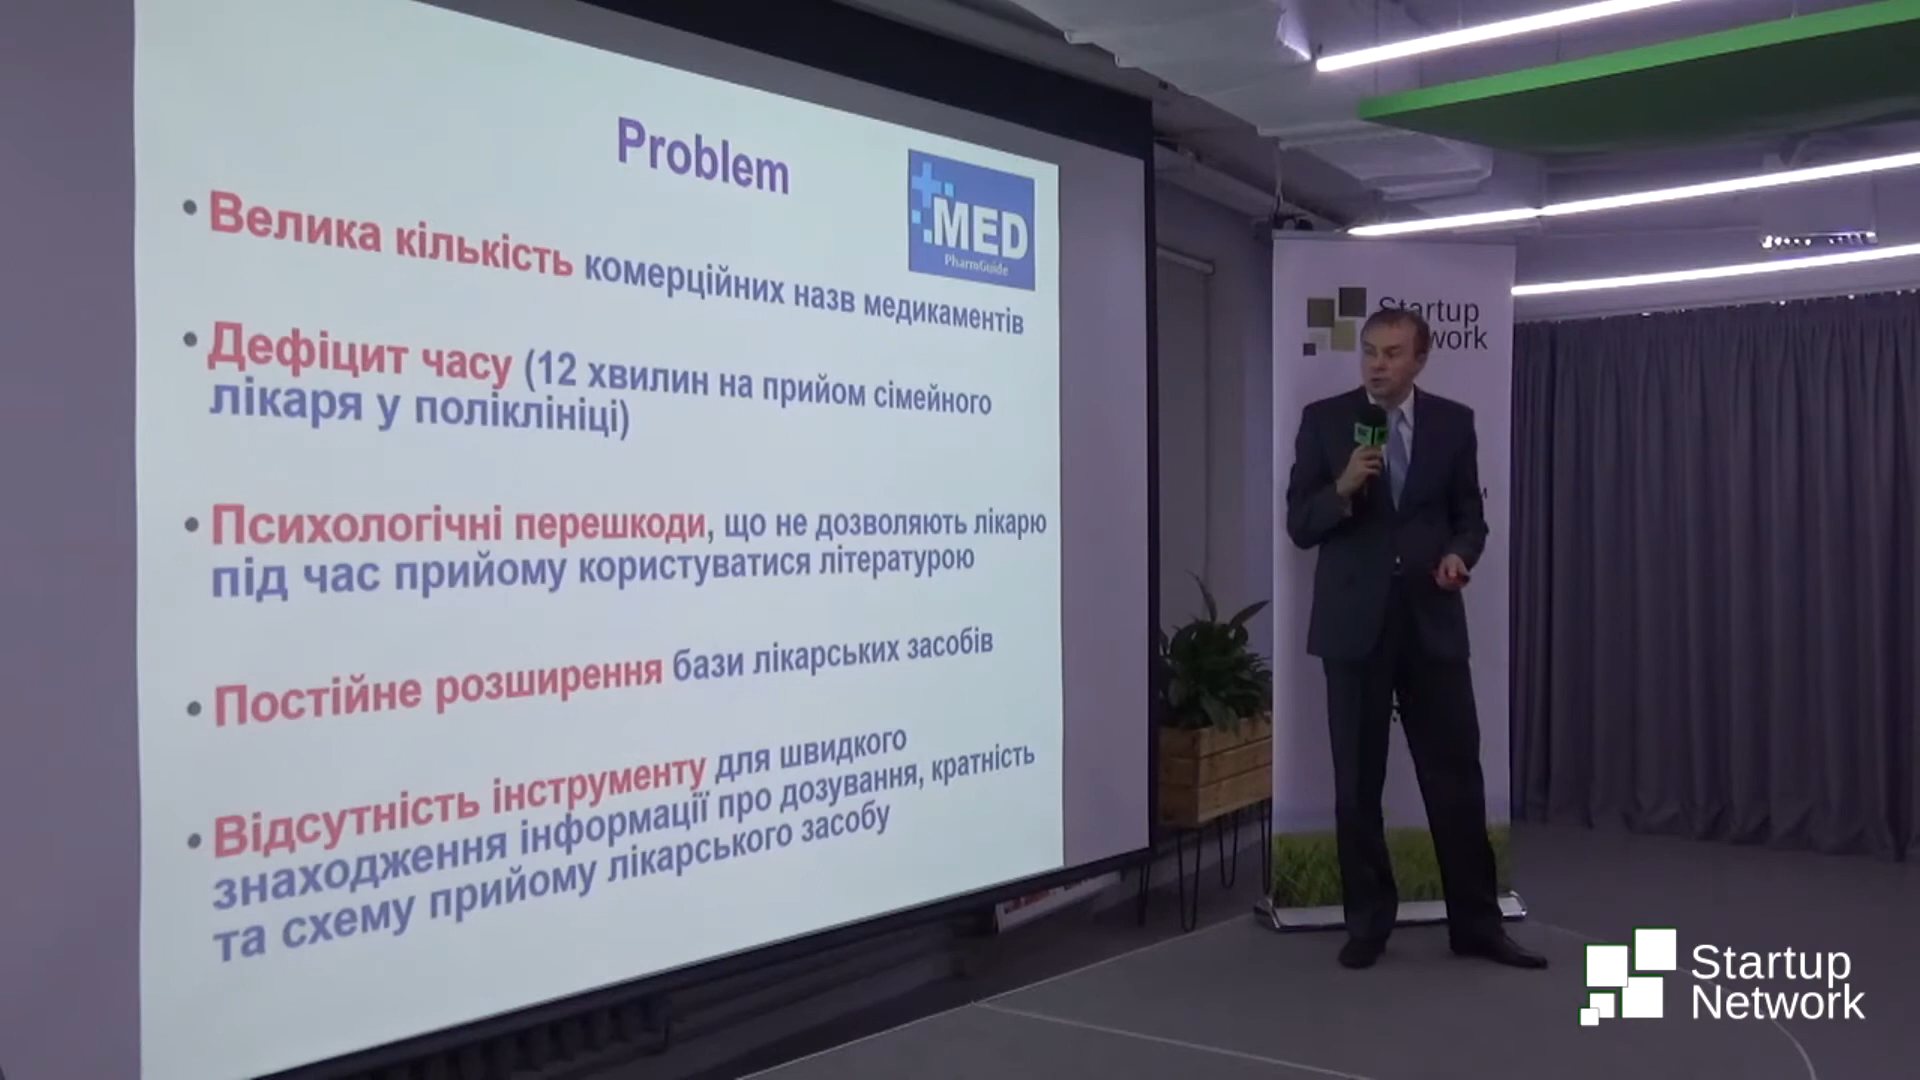 Problem
MED
PharmGuide
• Велика кількість комерційних назв медикаментів
• Дефіцит часу (12 хвилин на прийом сімейного
лікаря у поліклініці)
• Психологічні перешкоди, що не дозволяють лікарю
під час прийому користуватися літературою
• Постійне розширення бази лікарських засобів
• Відсутність інструменту для швидкого
знаходження інформації про дозування, кратність
та схему прийому лікарського засобу
Startup
Network